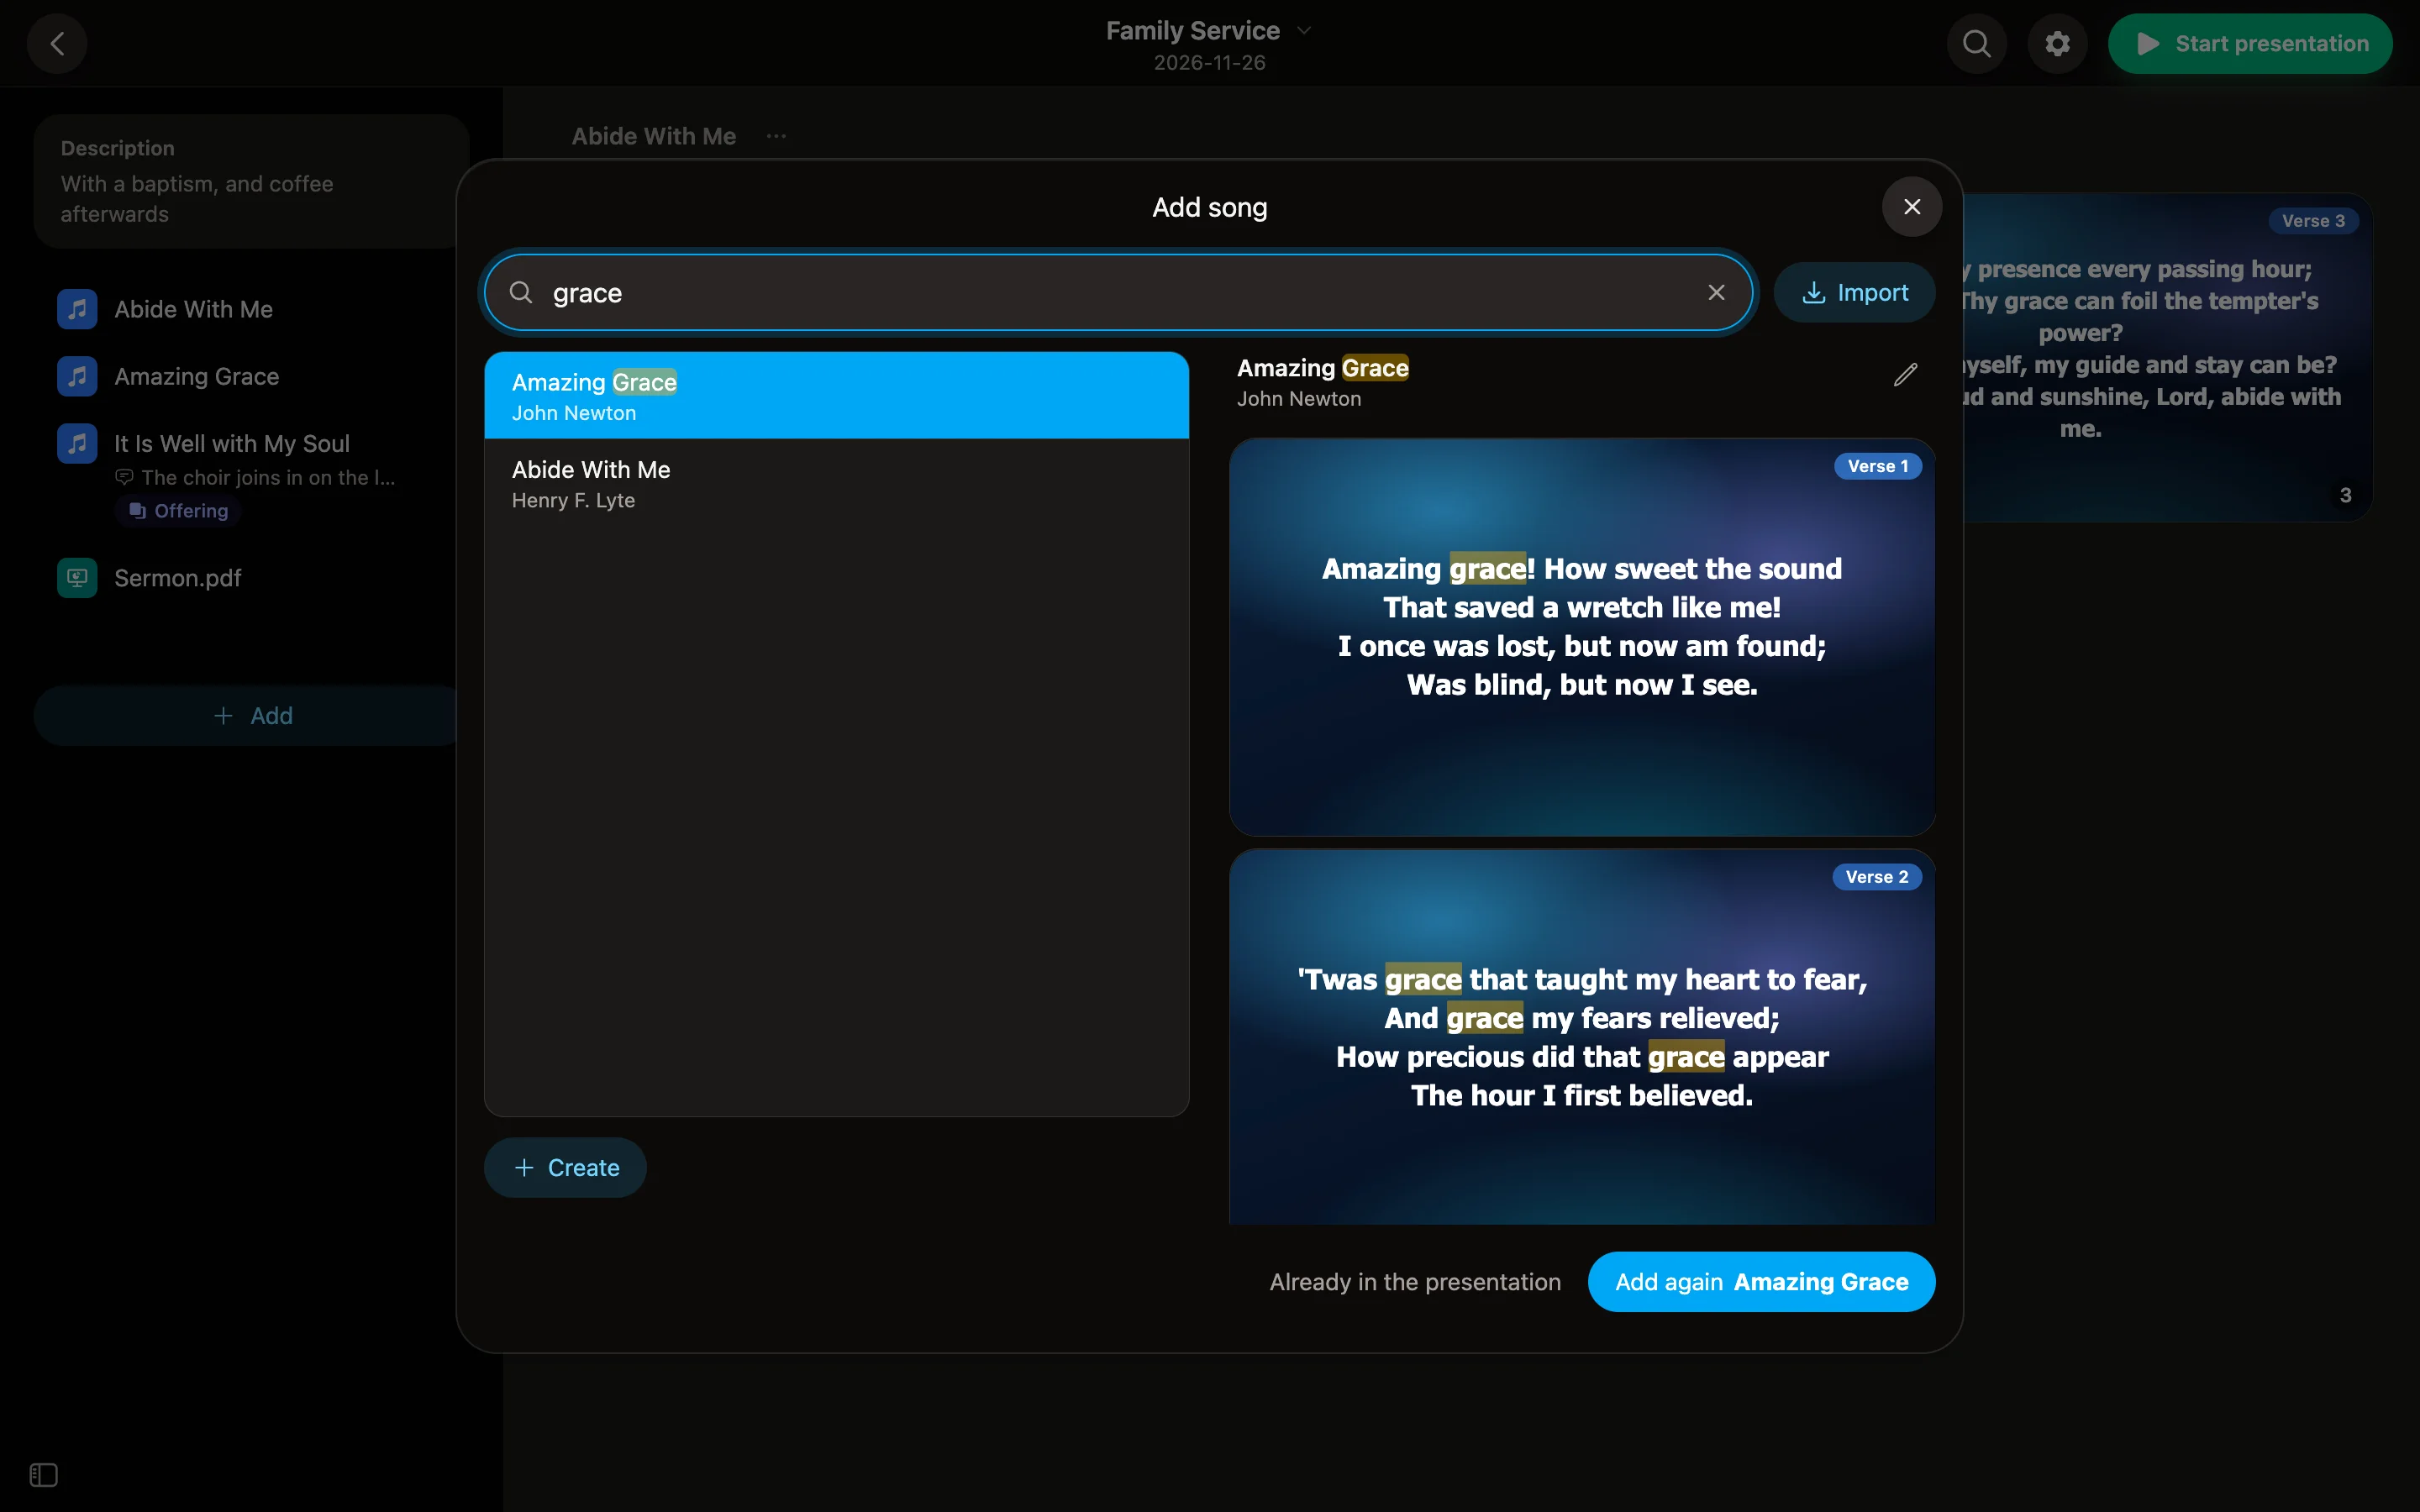 Family Service
2026-11-26
Start presentation
Description
With a baptism, and coffee
afterwards
Abide With Me
Amazing Grace
It Is Well with My Soul
The choir joins in on the l...
Offering
Sermon.pdf
+ Add
Abide With Me ...
Verse 3
presence every passing hour;
Thy grace can foil the tempter's
power?
myself, my guide and stay can be?
and sunshine, Lord, abide with
me.
3
Add song
grace
Import
Amazing Grace
John Newton
Abide With Me
Henry F. Lyte
+ Create
Amazing Grace
John Newton
Verse 1
Amazing grace! How sweet the sound
That saved a wretch like me!
I once was lost, but now am found;
Was blind, but now I see.
Verse 2
'Twas grace that taught my heart to fear,
And grace my fears relieved;
How precious did that grace appear
The hour I first believed.
Already in the presentation
Add again Amazing Grace